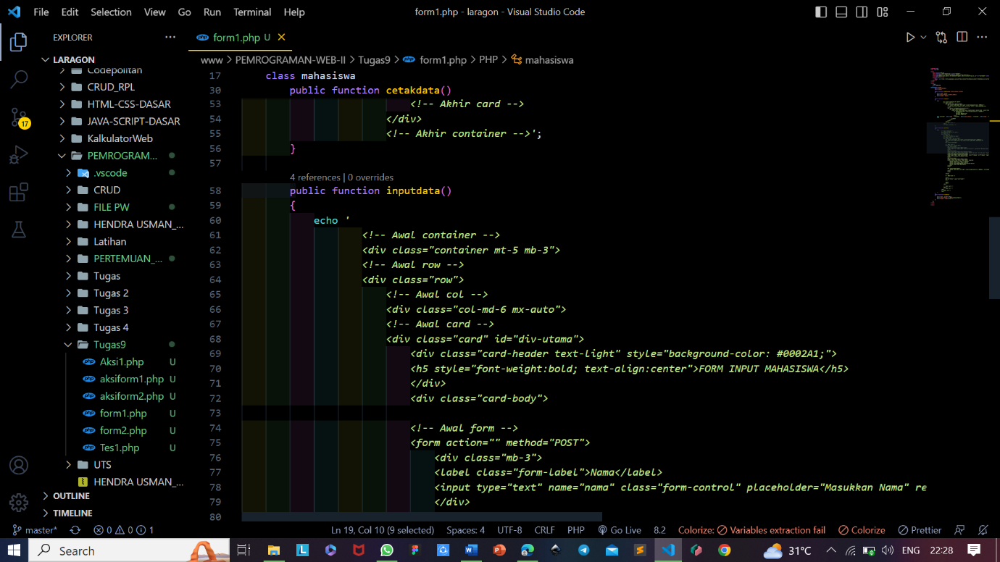 File Edit Selection View Go Run Terminal Help form1.php - laragon - Visual Studio Code
EXPLORER ···
form1.php U
LARAGON
Codepolitan
CRUD_RPL
HTML-CSS-DASAR
JAVA-SCRIPT-DASAR
KalkulatorWeb
PEMROGRAM...
.vscode
CRUD
FILE PW
HENDRA USMAN_...
Latihan
PERTEMUAN_...
Tugas
Tugas 2
Tugas 3
Tugas 4
Tugas9
Aksi1.php U
aksiform1.php U
aksiform2.php U
form1.php U
form2.php U
Tes1.php U
UTS
HENDRA USMAN_...
OUTLINE
TIMELINE
17
www > PEMROGRAMAN-WEB-II > Tugas9 > form1.php > PHP > mahasiswa
17 class mahasiswa
30 public function cetakdata()
53 <!-- Akhir card -->
54 </div>
55 <!-- Akhir container -->';
56 }
57
4 references | 0 overrides
58 public function inputdata()
59 {
60 echo '
61 <!-- Awal container -->
62 <div class="container mt-5 mb-3">
63 <!-- Awal row -->
64 <div class="row">
65 <!-- Awal col -->
66 <div class="col-md-6 mx-auto">
67 <!-- Awal card -->
68 <div class="card" id="div-utama">
69 <div class="card-header text-light" style="background-color: #0002A1;">
70 <h5 style="font-weight:bold; text-align:center">FORM INPUT MAHASISWA</h5>
71 </div>
72 <div class="card-body">
73
74 <!-- Awal form -->
75 <form action="" method="POST">
76 <div class="mb-3">
77 <label class="form-label">Nama</label>
78 <input type="text" name="nama" class="form-control" placeholder="Masukkan Nama" re
79 </div>
80
master* 0 0 1 Ln 19, Col 10 (9 selected) Spaces: 4 UTF-8 CRLF PHP Go Live 8.2 Colorize: Variables extraction fail Colorize Prettier
Search 31°C ENG 22:28